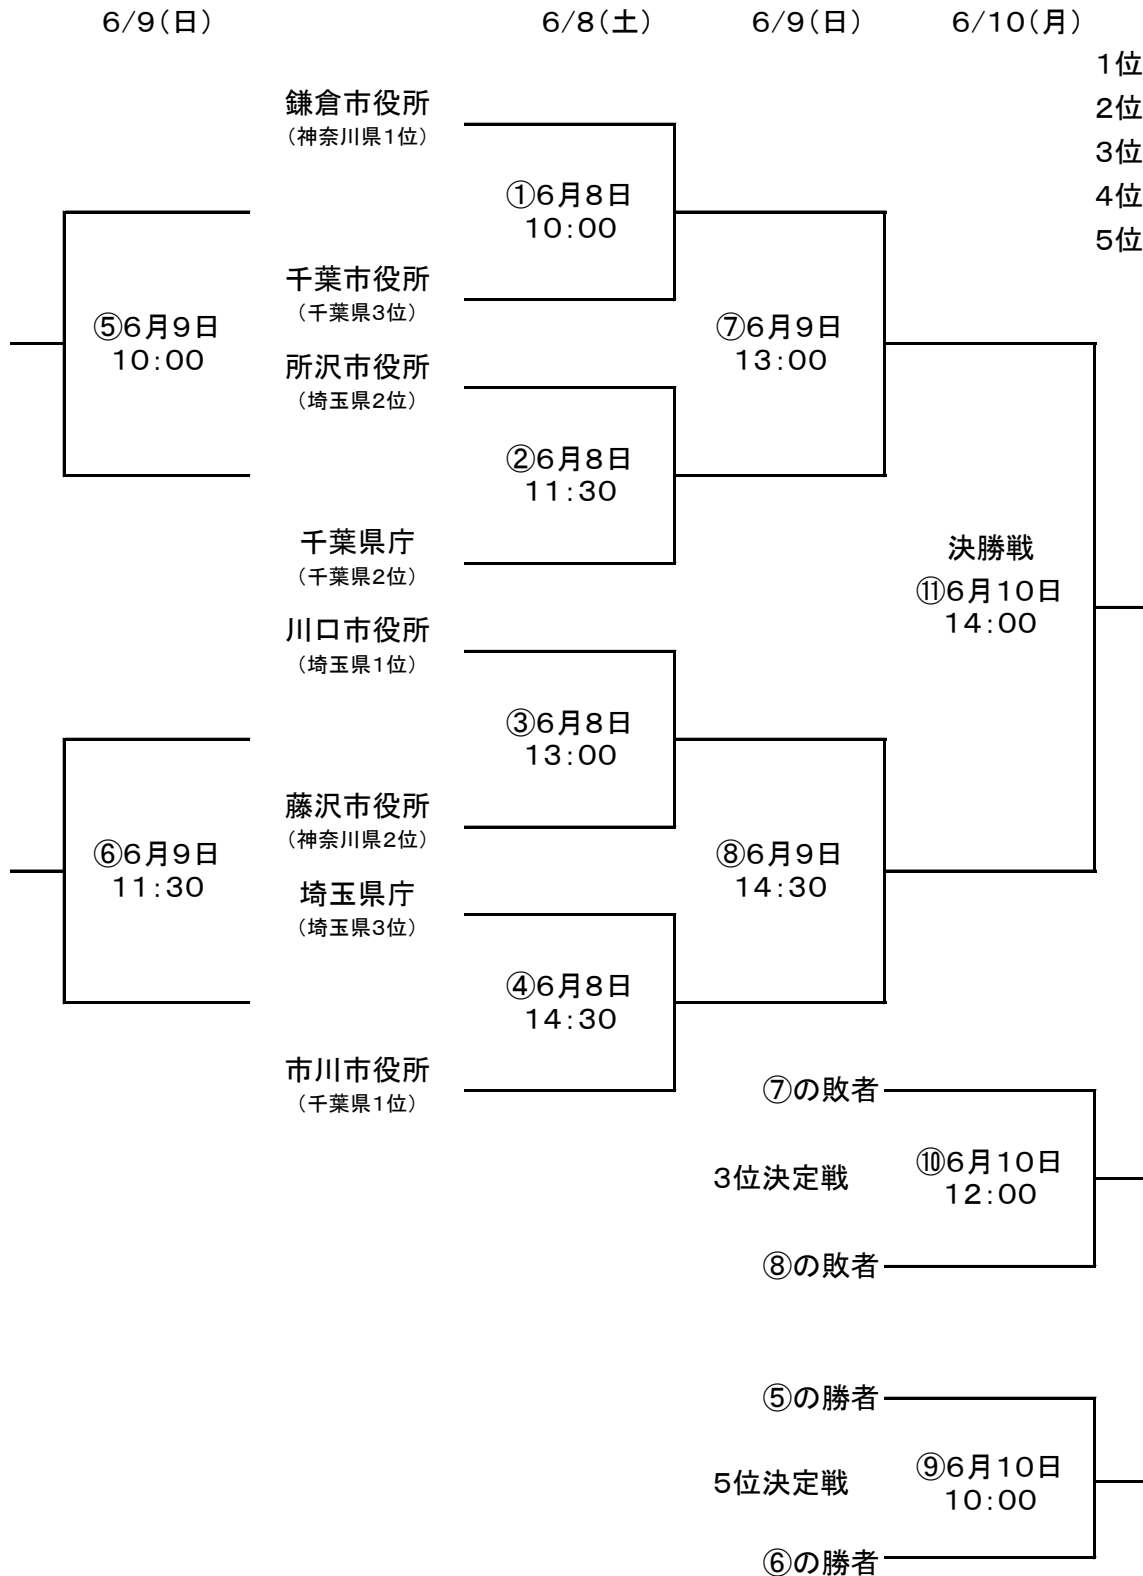 6/9(日)
6/8(土)
6/9(日)
6/10(月)
1位
2位
3位
4位
5位
鎌倉市役所
(神奈川県1位)
①6月8日
10:00
千葉市役所
(千葉県3位)
⑤6月9日
10:00
⑦6月9日
13:00
所沢市役所
(埼玉県2位)
②6月8日
11:30
千葉県庁
(千葉県2位)
決勝戦
⑪6月10日
14:00
川口市役所
(埼玉県1位)
③6月8日
13:00
藤沢市役所
(神奈川県2位)
⑥6月9日
11:30
⑧6月9日
14:30
埼玉県庁
(埼玉県3位)
④6月8日
14:30
市川市役所
(千葉県1位)
⑦の敗者
3位決定戦
⑩6月10日
12:00
⑧の敗者
⑤の勝者
5位決定戦
⑨6月10日
10:00
⑥の勝者